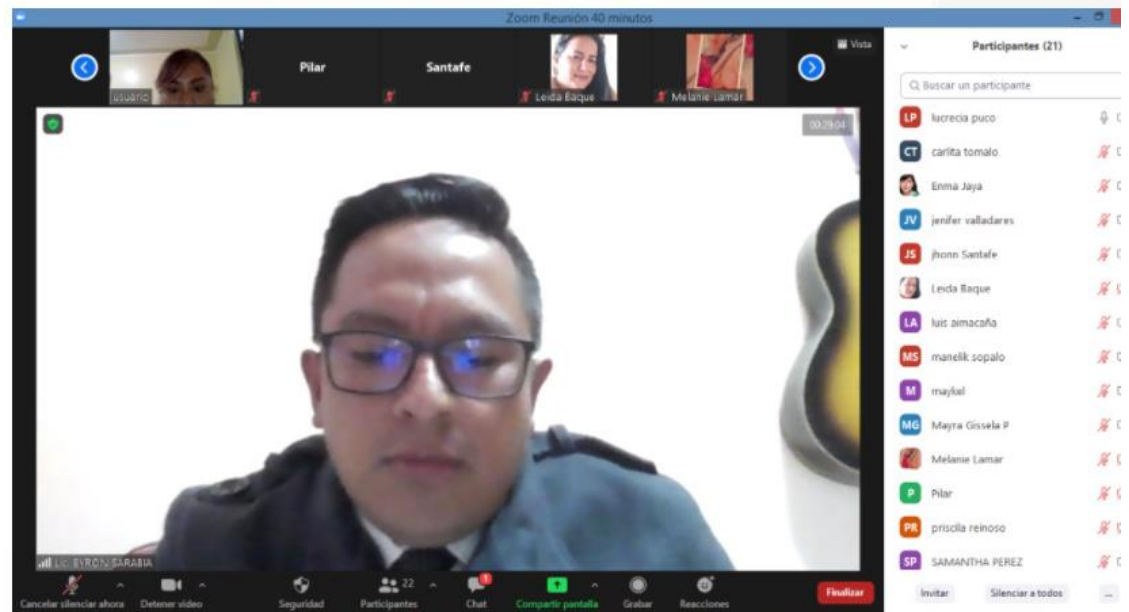 Zoom Reunión 40 minutos
usuario
Pilar
Santafe
Leida Baque
Melanie Lamar
Vista
00:29:04
Lic. BYRON SARABIA
Cancelar silenciar ahora
Detener video
Seguridad
Participantes
22
Chat
1
Compartir pantalla
Grabar
Reacciones
Finalizar
Participantes (21)
Buscar un participante
LP lucrecia puco
CT carlita tomalo
Enma Jaya
JV jenifer valladares
JS jhonn Santafe
Leida Baque
LA luis aimacaña
MS manelik sopalo
M maykel
MG Mayra Gissela P
Melanie Lamar
P Pilar
PR priscila reinoso
SP SAMANTHA PEREZ
Invitar
Silenciar a todos
...